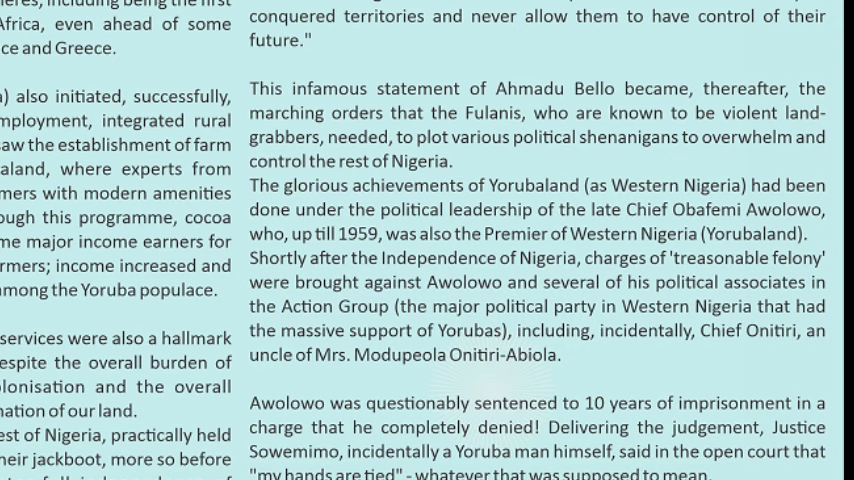 Africa, even ahead of some
ce and Greece.
a) also initiated, successfully,
mployment, integrated rural
saw the establishment of farm
aland, where experts from
mers with modern amenities
ough this programme, cocoa
me major income earners for
rmers; income increased and
among the Yoruba populace.
services were also a hallmark
espite the overall burden of
lonisation and the overall
nation of our land.
est of Nigeria, practically held
heir jackboot, more so before
conquered territories and never allow them to have control of their
future."
This infamous statement of Ahmadu Bello became, thereafter, the
marching orders that the Fulanis, who are known to be violent land-
grabbers, needed, to plot various political shenanigans to overwhelm and
control the rest of Nigeria.
The glorious achievements of Yorubaland (as Western Nigeria) had been
done under the political leadership of the late Chief Obafemi Awolowo,
who, up till 1959, was also the Premier of Western Nigeria (Yorubaland).
Shortly after the Independence of Nigeria, charges of 'treasonable felony'
were brought against Awolowo and several of his political associates in
the Action Group (the major political party in Western Nigeria that had
the massive support of Yorubas), including, incidentally, Chief Onitiri, an
uncle of Mrs. Modupeola Onitiri-Abiola.
Awolowo was questionably sentenced to 10 years of imprisonment in a
charge that he completely denied! Delivering the judgement, Justice
Sowemimo, incidentally a Yoruba man himself, said in the open court that
"my hands are tied" - whatever that was supposed to mean.